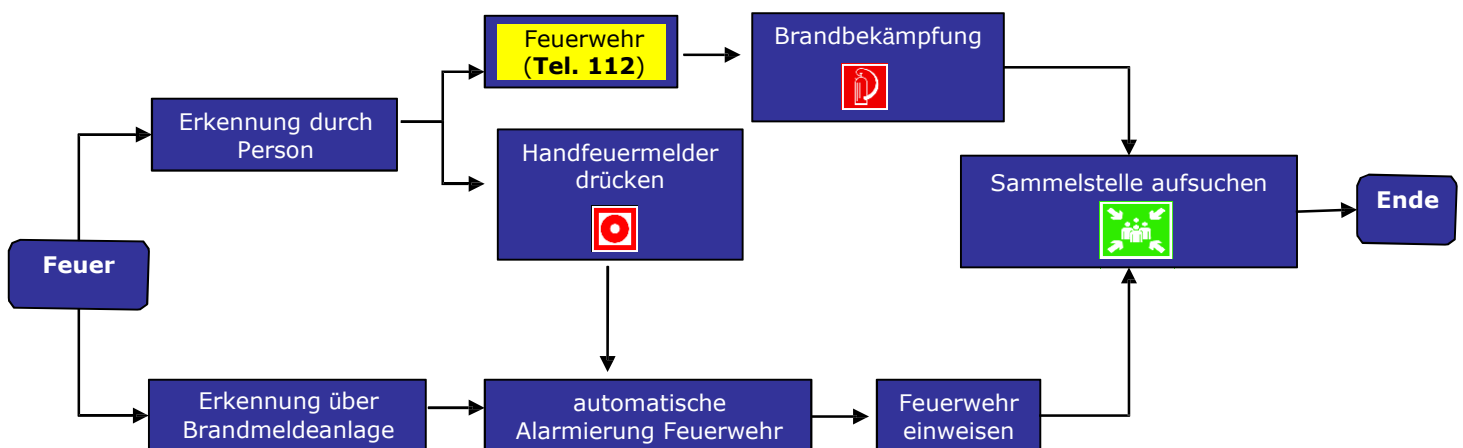 Feuer
Erkennung durch
Person
Feuerwehr
(Tel. 112)
Brandbekämpfung
Handfeuermelder
drücken
Sammelstelle aufsuchen
Ende
Erkennung über
Brandmeldeanlage
automatische
Alarmierung Feuerwehr
Feuerwehr
einweisen